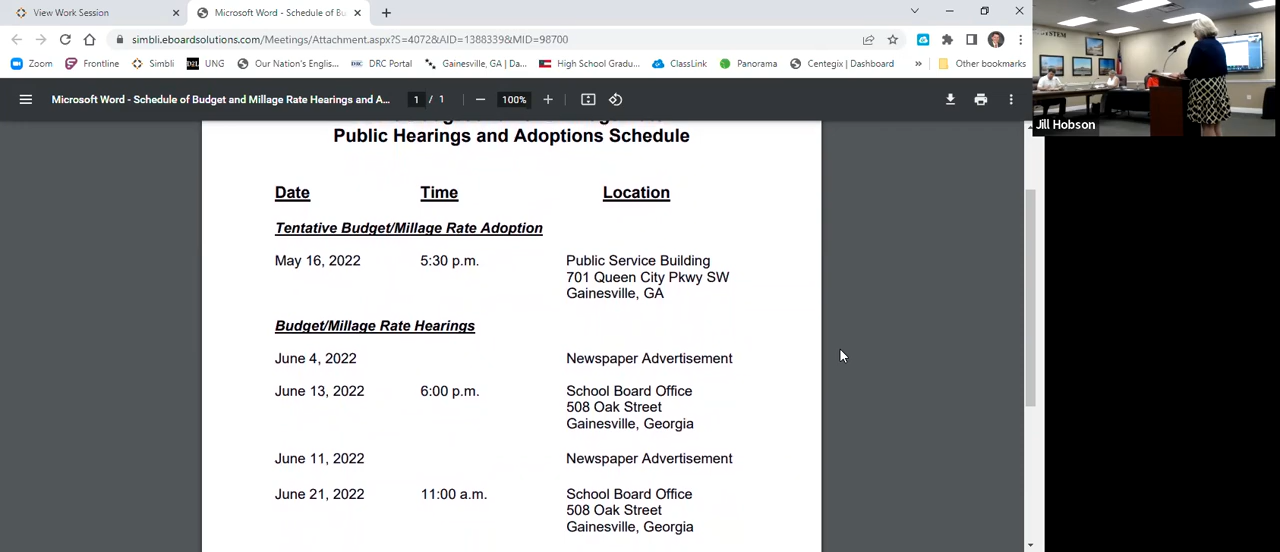 View Work Session
Microsoft Word - Schedule of Bu
simbli.eboardsolutions.com/Meetings/Attachment.aspx?S=4072&AID=1388339&MID=98700
Zoom Frontline Simbli UNG Our Nation's Englis... DRC Portal Gainesville, GA | Da... High School Gradu... ClassLink Panorama Centegix | Dashboard » Other bookmarks
Microsoft Word - Schedule of Budget and Millage Rate Hearings and A... 1 / 1 100%
Jill Hobson
Public Hearings and Adoptions Schedule
Date Time Location
Tentative Budget/Millage Rate Adoption
May 16, 2022 5:30 p.m. Public Service Building
701 Queen City Pkwy SW
Gainesville, GA
Budget/Millage Rate Hearings
June 4, 2022 Newspaper Advertisement
June 13, 2022 6:00 p.m. School Board Office
508 Oak Street
Gainesville, Georgia
June 11, 2022 Newspaper Advertisement
June 21, 2022 11:00 a.m. School Board Office
508 Oak Street
Gainesville, Georgia